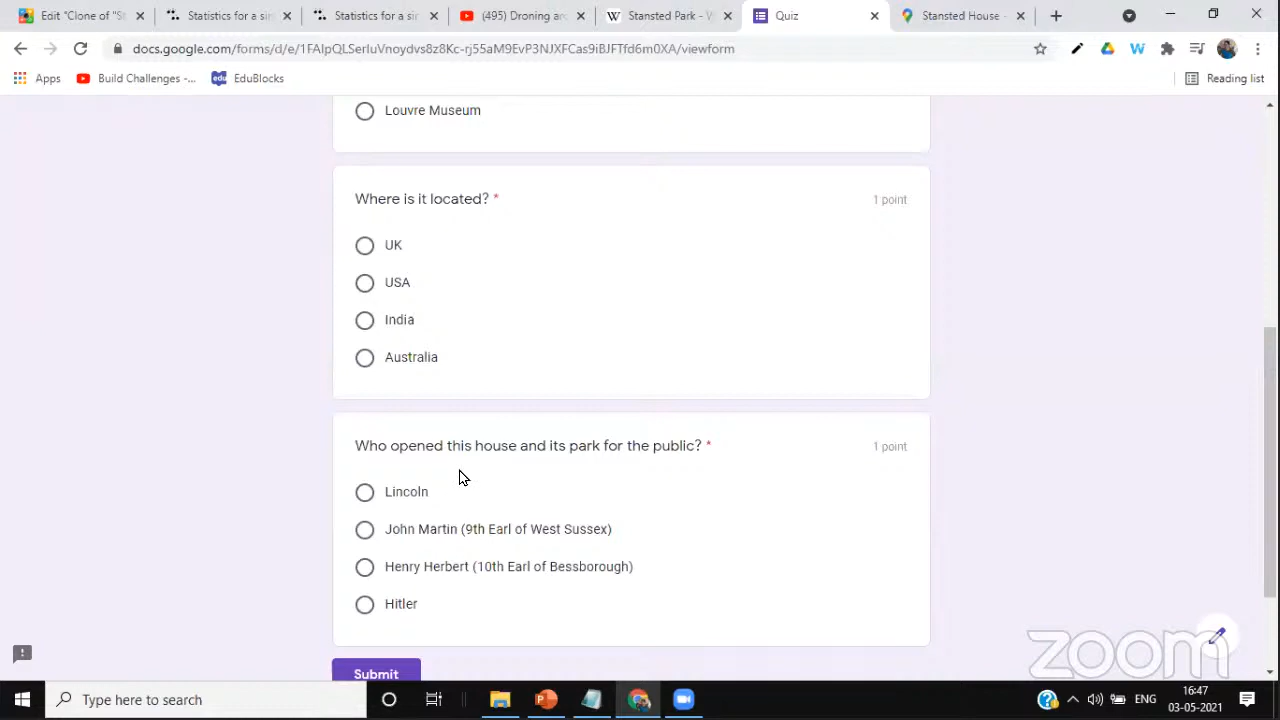 Edit Clone of "St
Statistics for a sir
Statistics for a sir
(495) Droning ar
Stansted Park - W
Quiz
Stansted House -
docs.google.com/forms/d/e/1FAIpQLSerluVnoydvs8z8Kc-rj55aM9EvP3NJXFCas9iBJFTfd6m0XA/viewform
Apps
Build Challenges -...
EduBlocks
Reading list
Louvre Museum
Where is it located? *
1 point
UK
USA
India
Australia
Who opened this house and its park for the public? *
1 point
Lincoln
John Martin (9th Earl of West Sussex)
Henry Herbert (10th Earl of Bessborough)
Hitler
Submit
zoom
Type here to search
ENG
16:47
03-05-2021